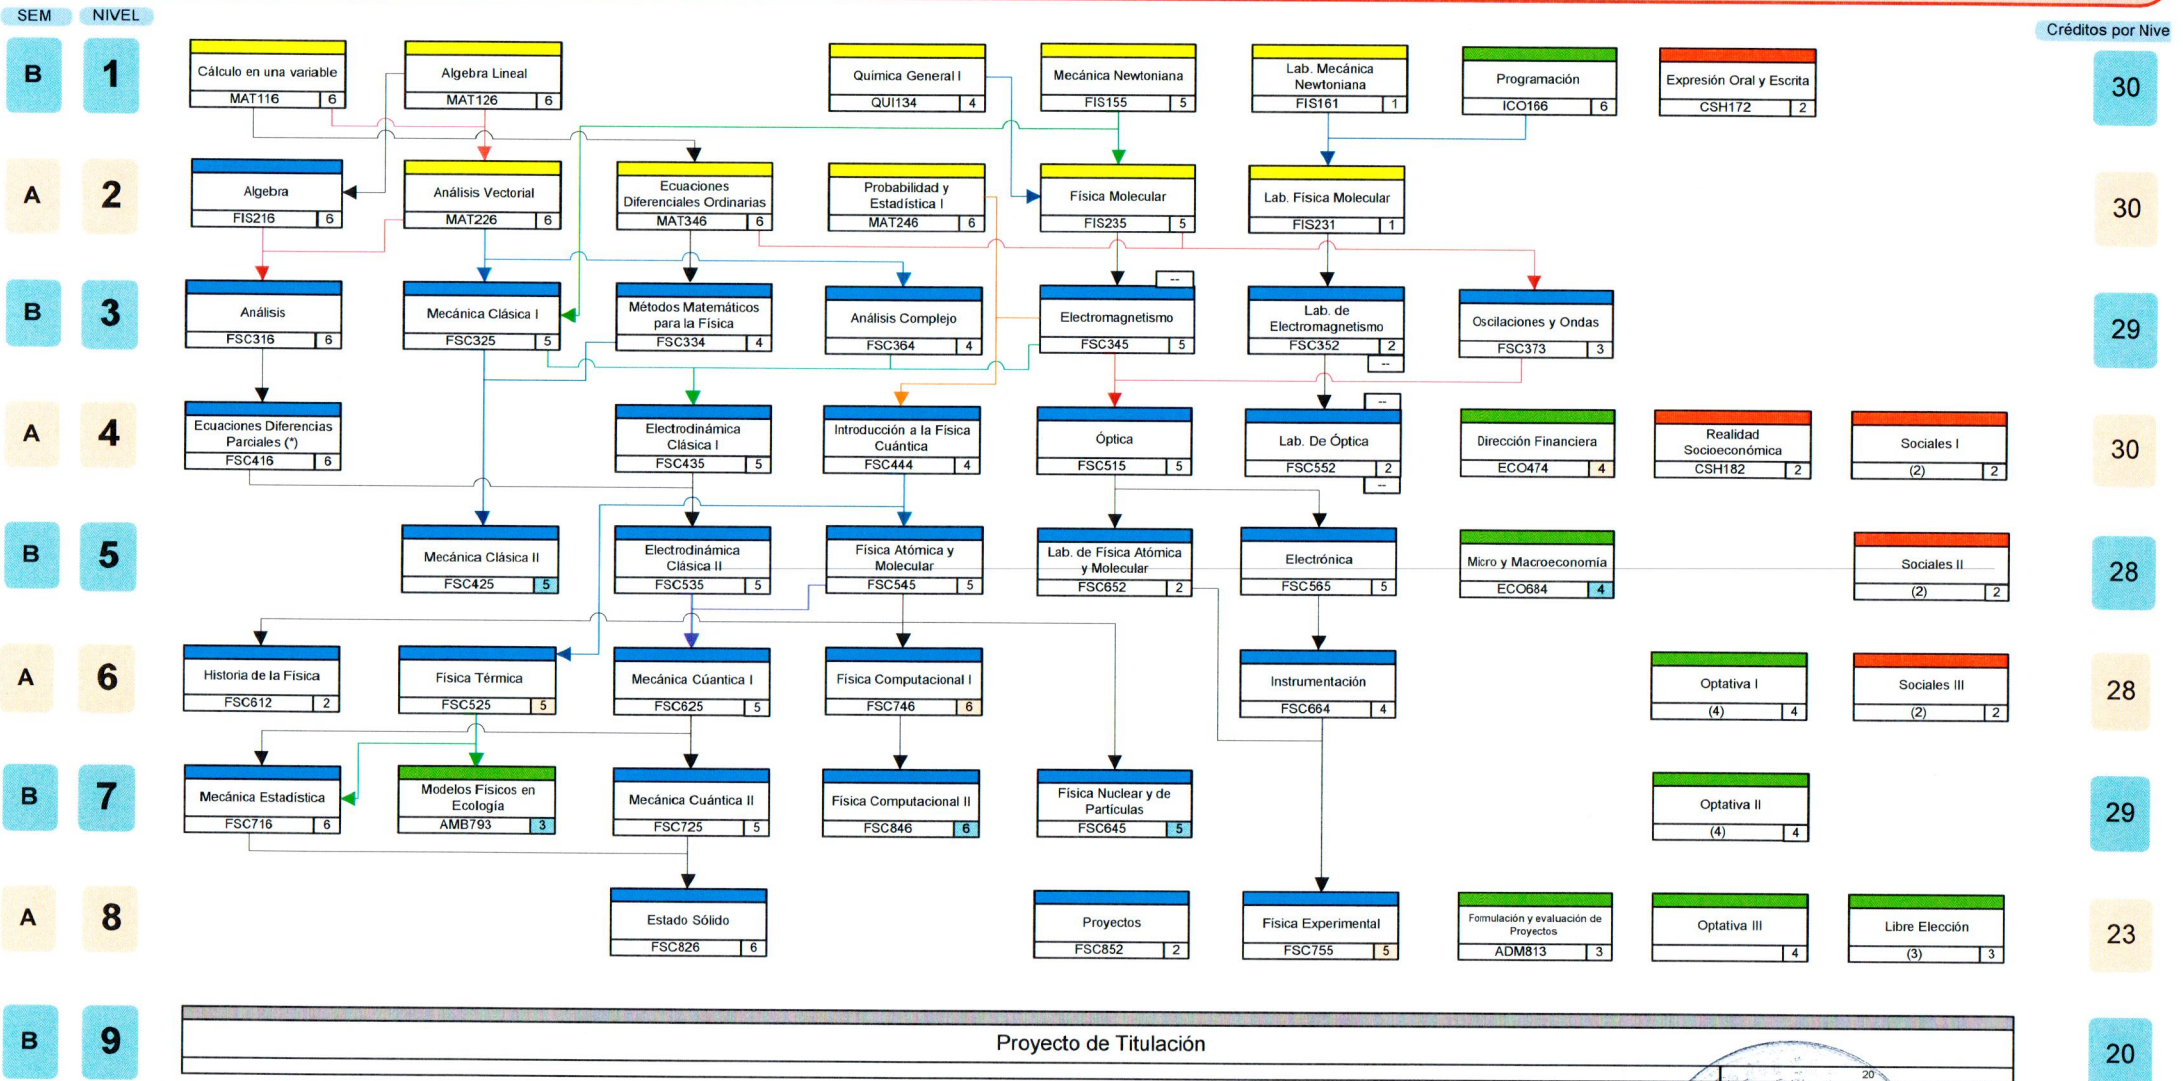 SEM NIVEL
Créditos por Nive
B 1
Cálculo en una variable
MAT116 6
Algebra Lineal
MAT126 6
Química General I
QUI134 4
Mecánica Newtoniana
FIS155 5
Lab. Mecánica
Newtoniana
FIS161 1
Programación
ICO166 6
Expresión Oral y Escrita
CSH172 2
30
A 2
Algebra
FIS216 6
Análisis Vectorial
MAT226 6
Ecuaciones
Diferenciales Ordinarias
MAT346 6
Probabilidad y
Estadística I
MAT246 6
Física Molecular
FIS235 5
Lab. Física Molecular
FIS231 1
30
B 3
Análisis
FSC316 6
Mecánica Clásica I
FSC325 5
Métodos Matemáticos
para la Física
FSC334 4
Análisis Complejo
FSC364 4
--
Electromagnetismo
FSC345 5
Lab. de
Electromagnetismo
FSC352 2
--
Oscilaciones y Ondas
FSC373 3
29
A 4
Ecuaciones Diferencias
Parciales (*)
FSC416 6
Electrodinámica
Clásica I
FSC435 5
Introducción a la Física
Cuántica
FSC444 4
Óptica
FSC515 5
--
Lab. De Óptica
FSC552 2
--
Dirección Financiera
ECO474 4
Realidad
Socioeconómica
CSH182 2
Sociales I
(2) 2
30
B 5
Mecánica Clásica II
FSC425 5
Electrodinámica
Clásica II
FSC535 5
Física Atómica y
Molecular
FSC545 5
Lab. de Física Atómica
y Molecular
FSC652 2
Electrónica
FSC565 5
Micro y Macroeconomía
ECO684 4
Sociales II
(2) 2
28
A 6
Historia de la Física
FSC612 2
Física Térmica
FSC525 5
Mecánica Cúantica I
FSC625 5
Física Computacional I
FSC746 6
Instrumentación
FSC664 4
Optativa I
(4) 4
Sociales III
(2) 2
28
B 7
Mecánica Estadística
FSC716 6
Modelos Físicos en
Ecología
AMB793 3
Mecánica Cuántica II
FSC725 5
Física Computacional II
FSC846 6
Física Nuclear y de
Partículas
FSC645 5
Optativa II
(4) 4
29
A 8
Estado Sólido
FSC826 6
Proyectos
FSC852 2
Física Experimental
FSC755 5
Formulación y evaluación de
Proyectos
ADM813 3
Optativa III
4
Libre Elección
(3) 3
23
B 9
Proyecto de Titulación
20
20